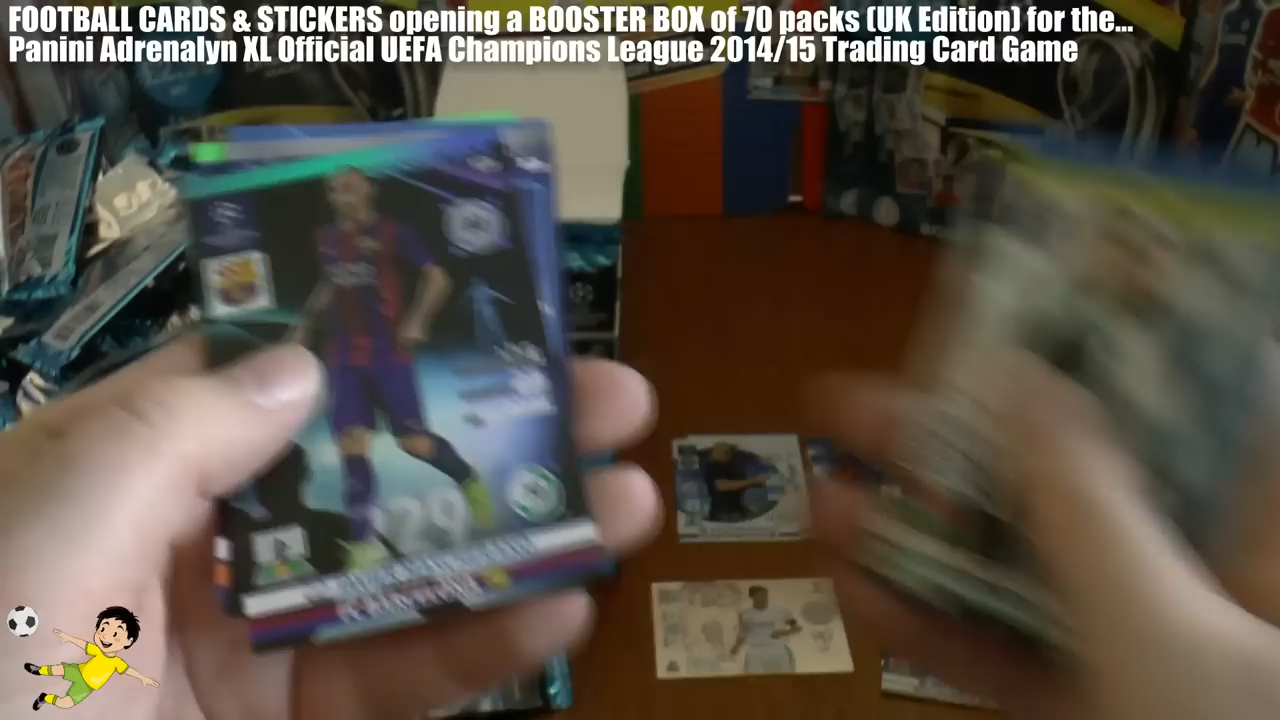 FOOTBALL CARDS & STICKERS opening a BOOSTER BOX of 70 packs (UK Edition) for the...
Panini Adrenalyn XL Official UEFA Champions League 2014/15 Trading Card Game
29